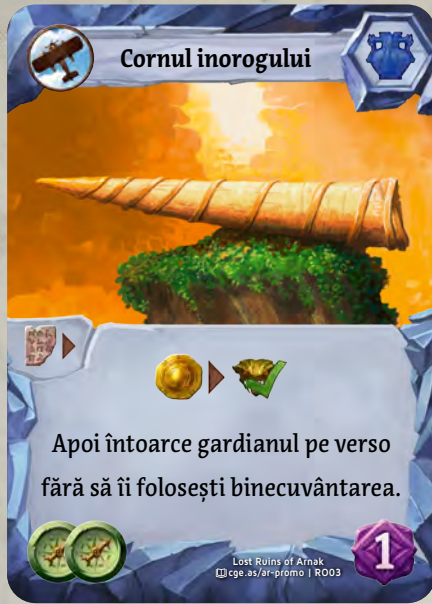 Cornul inorogului
Apoi întoarce gardianul pe verso
fără să îi folosești binecuvântarea.
Lost Ruins of Arnak
cge.as/ar-promo | RO03
1